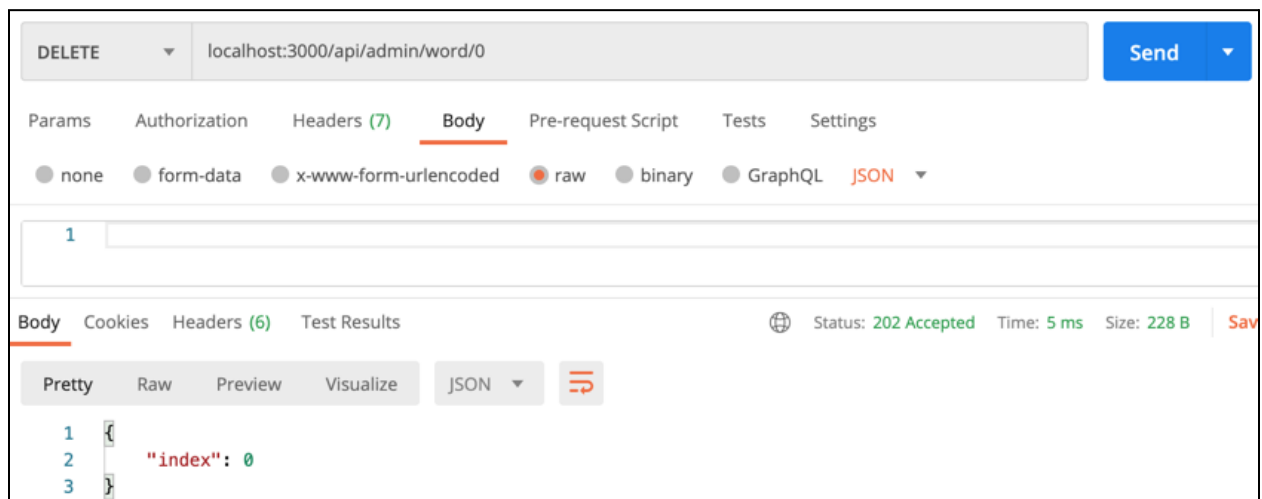 DELETE localhost:3000/api/admin/word/0 Send
Params Authorization Headers (7) Body Pre-request Script Tests Settings
none form-data x-www-form-urlencoded raw binary GraphQL JSON
1
Body Cookies Headers (6) Test Results Status: 202 Accepted Time: 5 ms Size: 228 B Sav
Pretty Raw Preview Visualize JSON
1 {
2 "index": 0
3 }